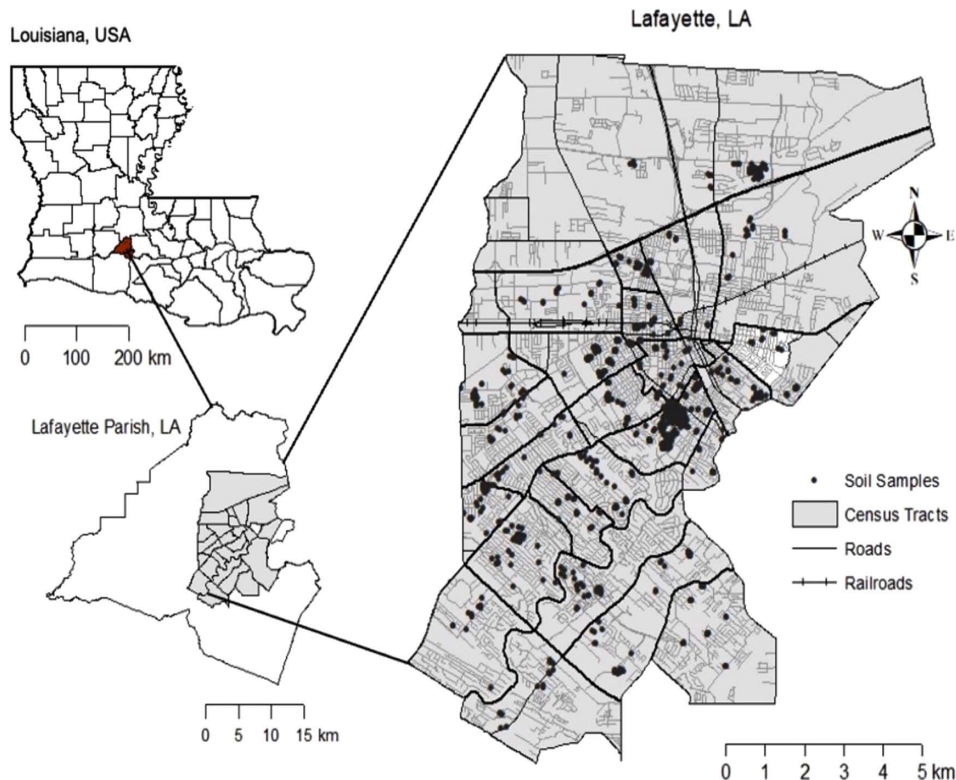 Lafayette, LA
Louisiana, USA
N
W E
S
0 100 200 km
Lafayette Parish, LA
Soil Samples
Census Tracts
Roads
Railroads
0 5 10 15 km
0 1 2 3 4 5 km